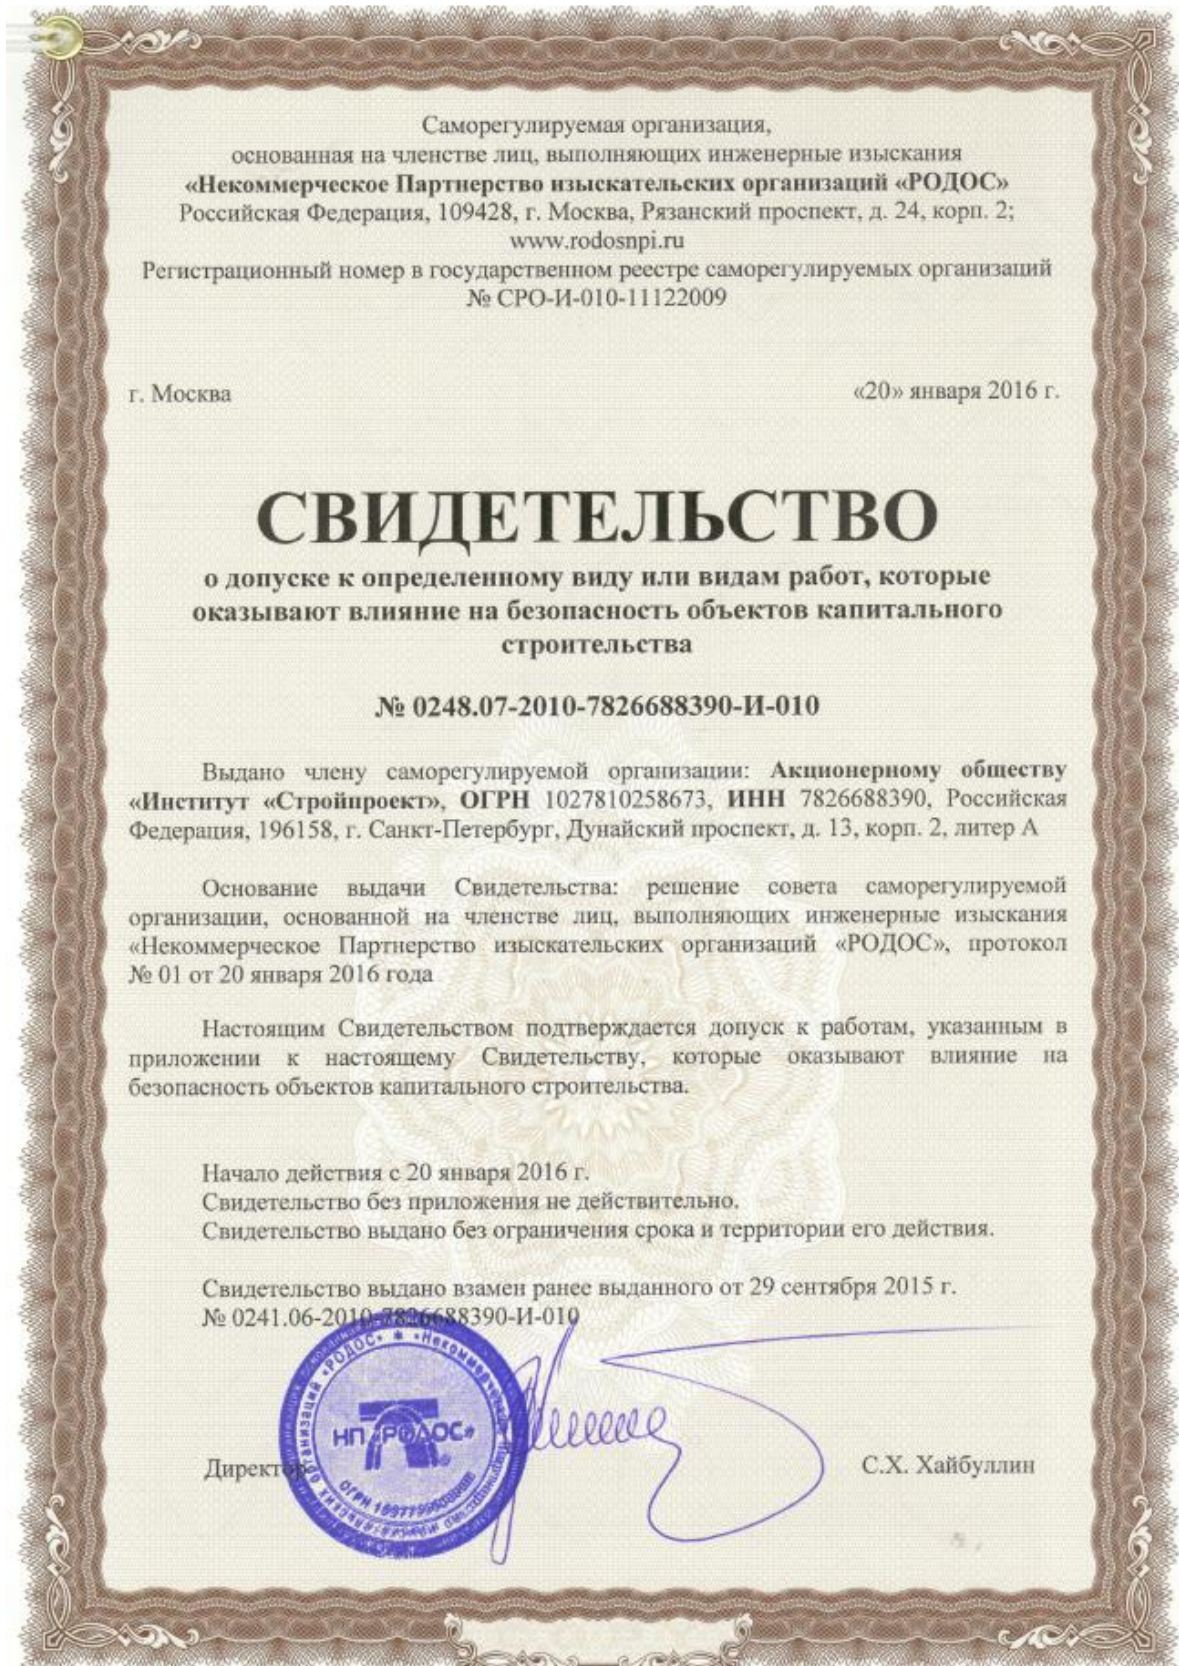 Саморегулируемая организация,
основанная на членстве лиц, выполняющих инженерные изыскания
«Некоммерческое Партнерство изыскательских организаций «РОДОС»
Российская Федерация, 109428, г. Москва, Рязанский проспект, д. 24, корп. 2;
www.rodosnpi.ru
Регистрационный номер в государственном реестре саморегулируемых организаций
№ СРО-И-010-11122009
г. Москва
«20» января 2016 г.
СВИДЕТЕЛЬСТВО
о допуске к определенному виду или видам работ, которые
оказывают влияние на безопасность объектов капитального
строительства
№ 0248.07-2010-7826688390-И-010
Выдано члену саморегулируемой организации: Акционерному обществу
«Институт «Стройпроект», ОГРН 1027810258673, ИНН 7826688390, Российская
Федерация, 196158, г. Санкт-Петербург, Дунайский проспект, д. 13, корп. 2, литер А
Основание выдачи Свидетельства: решение совета саморегулируемой
организации, основанной на членстве лиц, выполняющих инженерные изыскания
«Некоммерческое Партнерство изыскательских организаций «РОДОС», протокол
№ 01 от 20 января 2016 года
Настоящим Свидетельством подтверждается допуск к работам, указанным в
приложении к настоящему Свидетельству, которые оказывают влияние на
безопасность объектов капитального строительства.
Начало действия с 20 января 2016 г.
Свидетельство без приложения не действительно.
Свидетельство выдано без ограничения срока и территории его действия.
Свидетельство выдано взамен ранее выданного от 29 сентября 2015 г.
№ 0241.06-2010-7826688390-И-010
НП «РОДОС»
Директор
С.Х. Хайбуллин